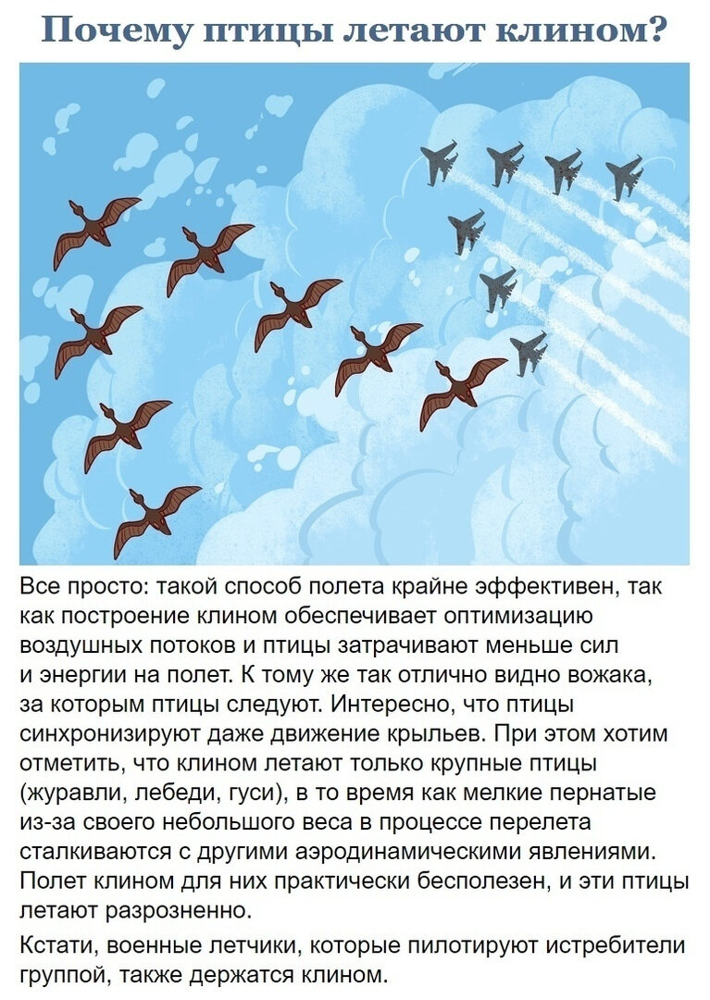 Почему птицы летают клином?
Все просто: такой способ полета крайне эффективен, так
как построение клином обеспечивает оптимизацию
воздушных потоков и птицы затрачивают меньше сил
и энергии на полет. К тому же так отлично видно вожака,
за которым птицы следуют. Интересно, что птицы
синхронизируют даже движение крыльев. При этом хотим
отметить, что клином летают только крупные птицы
(журавли, лебеди, гуси), в то время как мелкие пернатые
из-за своего небольшого веса в процессе перелета
сталкиваются с другими аэродинамическими явлениями.
Полет клином для них практически бесполезен, и эти птицы
летают разрозненно.
Кстати, военные летчики, которые пилотируют истребители
группой, также держатся клином.